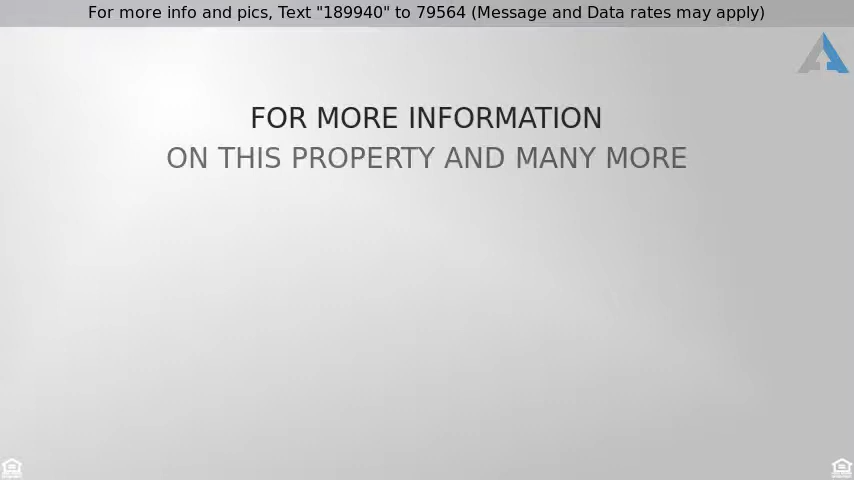 For more info and pics, Text "189940" to 79564 (Message and Data rates may apply)
FOR MORE INFORMATION
ON THIS PROPERTY AND MANY MORE